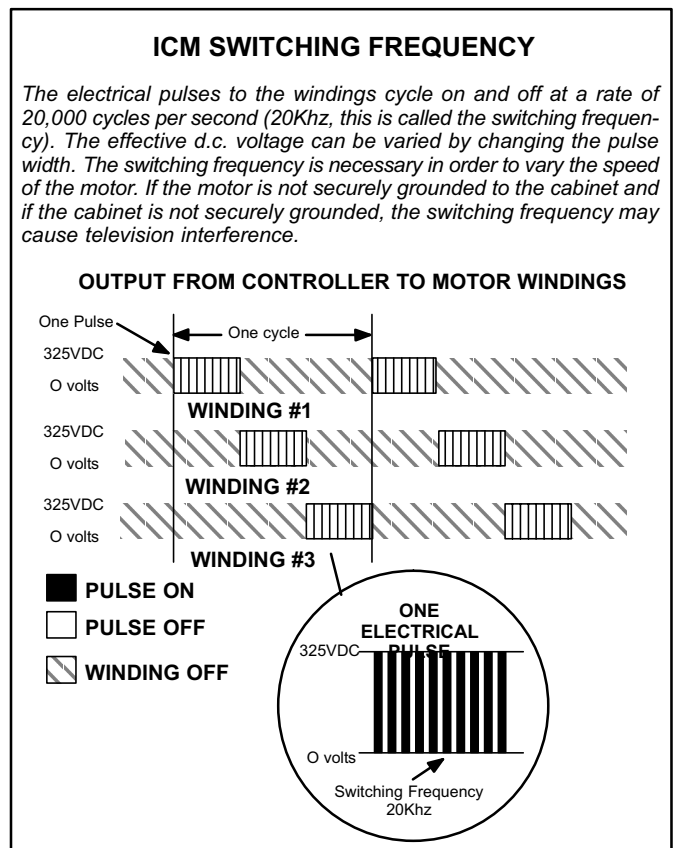 ICM SWITCHING FREQUENCY
The electrical pulses to the windings cycle on and off at a rate of
20,000 cycles per second (20Khz, this is called the switching frequen-
cy). The effective d.c. voltage can be varied by changing the pulse
width. The switching frequency is necessary in order to vary the speed
of the motor. If the motor is not securely grounded to the cabinet and
if the cabinet is not securely grounded, the switching frequency may
cause television interference.
OUTPUT FROM CONTROLLER TO MOTOR WINDINGS
One Pulse
One cycle
325VDC
O volts
WINDING #1
325VDC
O volts
WINDING #2
325VDC
O volts
WINDING #3
PULSE ON
PULSE OFF
WINDING OFF
ONE
ELECTRICAL
PULSE
325VDC
O volts
Switching Frequency
20Khz